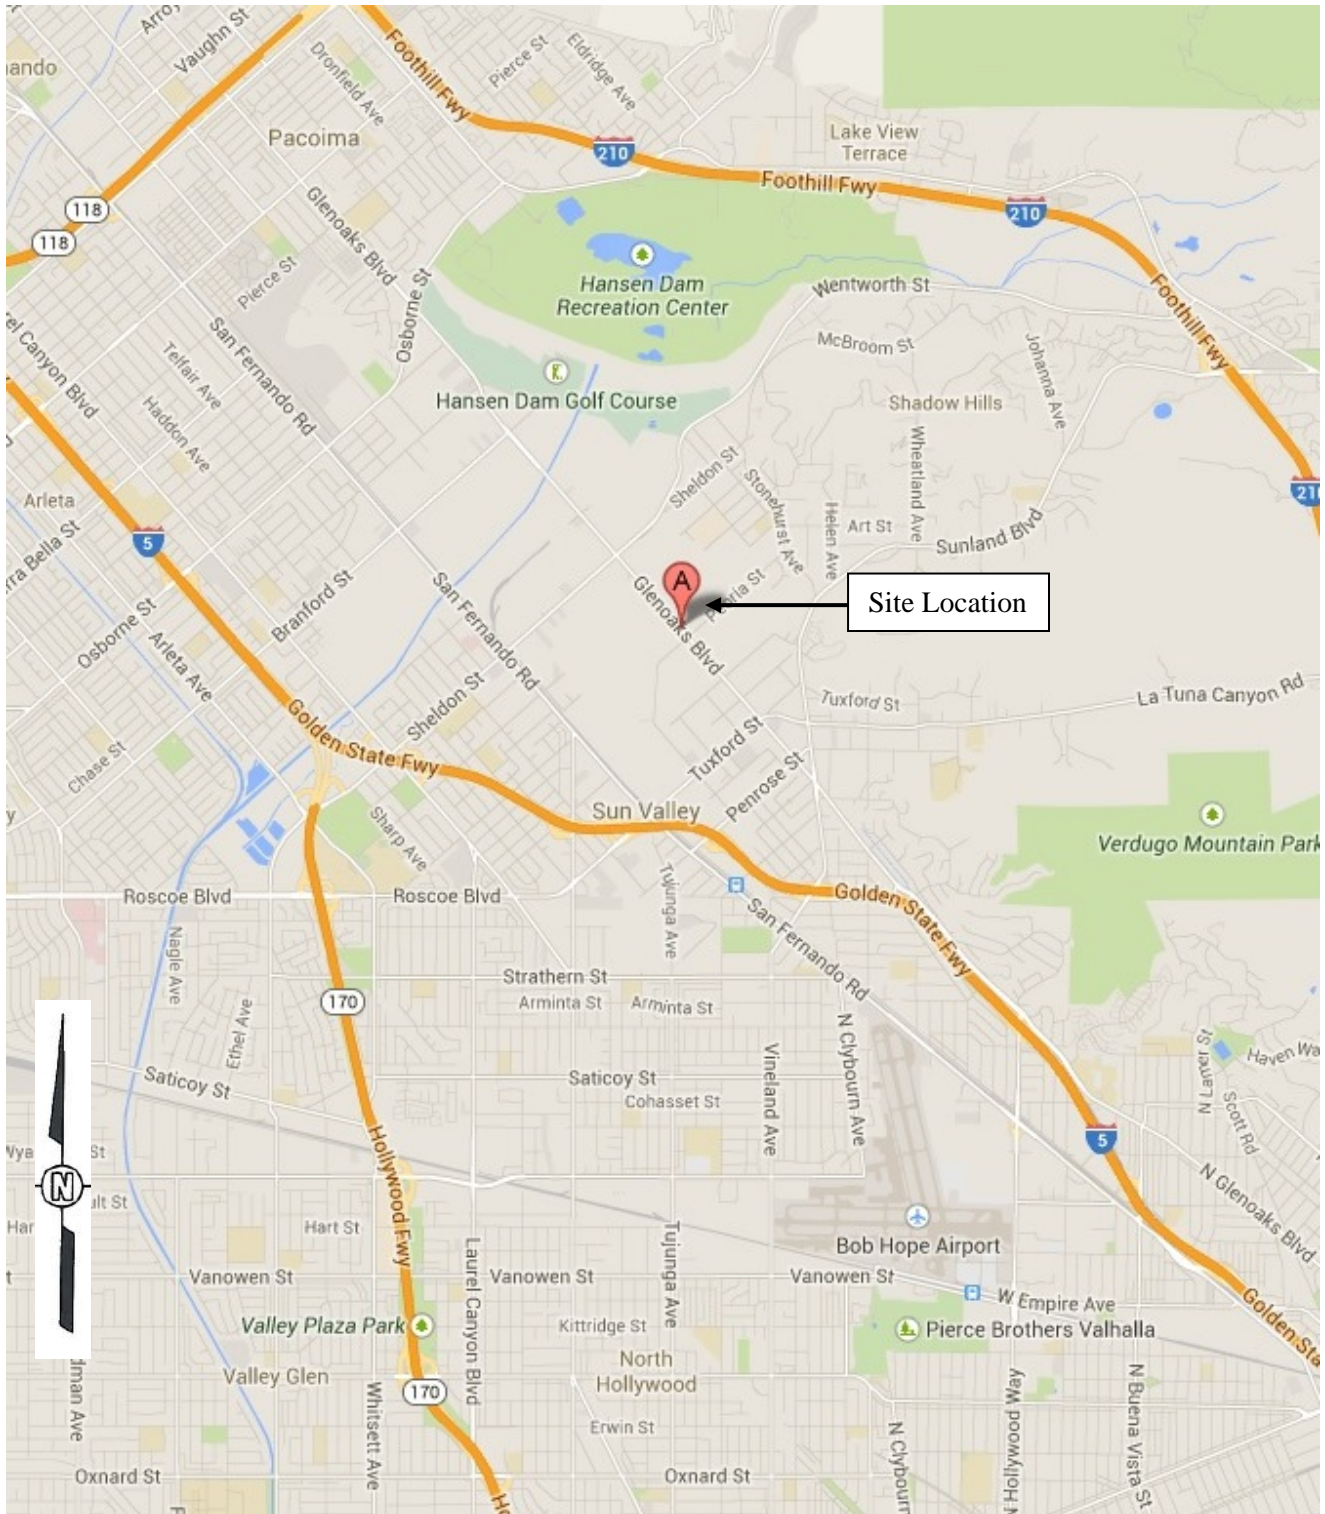 Vaughn St
Pierce St
Eldridge Ave
Foothill Fwy
Dronfield Ave
Pacoima
210
Lake View
Terrace
Foothill Fwy
118
118
Glenoaks Blvd
210
Pierce St
Osborne St
Hansen Dam
Recreation Center
Wentworth St
Foothill Fwy
San Fernando Rd
McBroom St
Johanna Ave
Telfair Ave
Haddon Ave
Hansen Dam Golf Course
Shadow Hills
Wheatland Ave
Sheldon St
Stonehurst Ave
Arleta
Helen Ave
Art St
Sunland Blvd
5
Branford St
San Fernando Rd
Glenoaks Blvd
A
Site Location
Osborne St
Arleta Ave
Sheldon St
Tuxford St
La Tuna Canyon Rd
Golden State Fwy
Tuxford St
Chase St
Penrose St
Sun Valley
Sharp Ave
Verdugo Mountain Park
Roscoe Blvd
Roscoe Blvd
Tujunga Ave
Golden State Fwy
San Fernando Rd
Nagle Ave
Strathern St
Arminta St
Arminta St
170
Ethel Ave
N Clybourn Ave
Vineland Ave
Saticoy St
Saticoy St
Cohasset St
N Lamer St
Scott Rd
5
Hollywood Fwy
N
N Glenoaks Blvd
Hart St
Tujunga Ave
Laurel Canyon Blvd
Bob Hope Airport
Vanowen St
Vanowen St
Vanowen St
W Empire Ave
Valley Plaza Park
Kittridge St
Pierce Brothers Valhalla
Valley Glen
North
Hollywood
170
Whitsett Ave
Erwin St
N Hollywood Way
N Buena Vista St
Oxnard St
Oxnard St